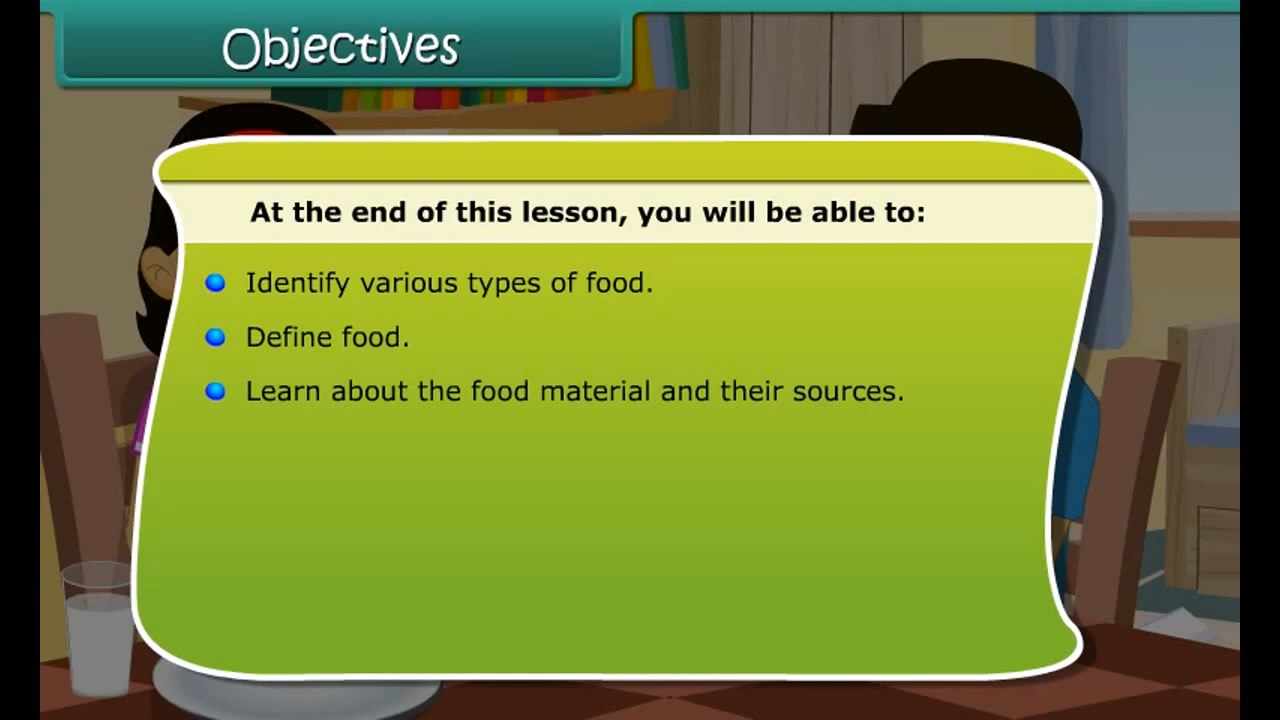 Objectives
At the end of this lesson, you will be able to:
Identify various types of food.
Define food.
Learn about the food material and their sources.